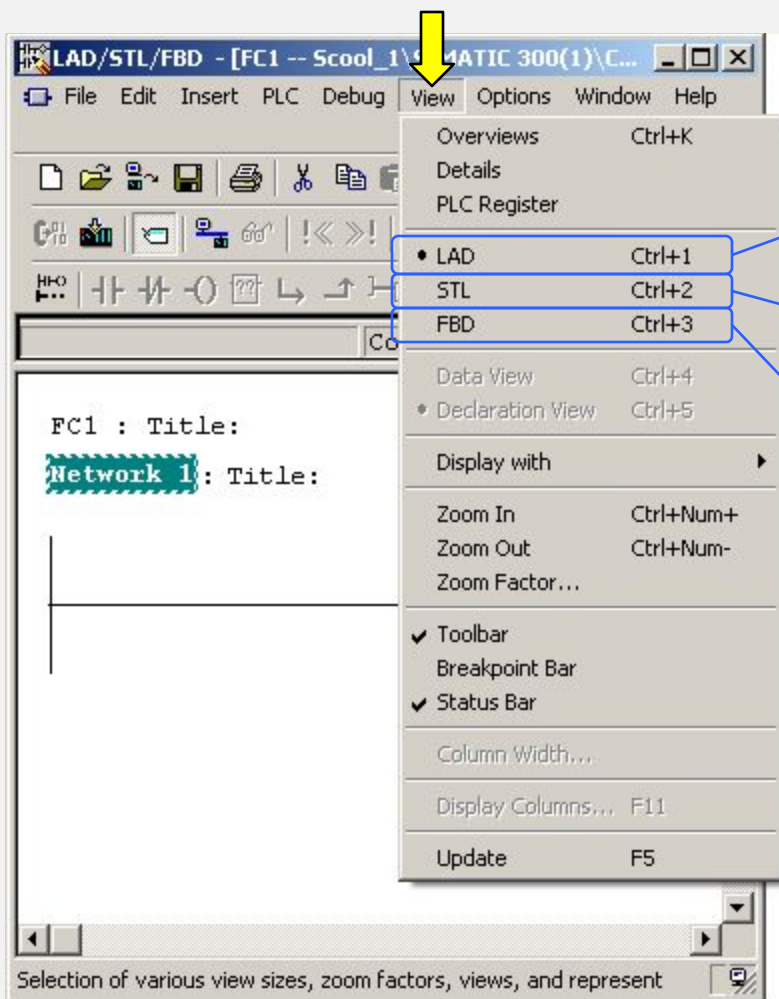 LAD/STL/FBD - [FC1 -- Scool_1\SIMATIC 300(1)\C...
File Edit Insert PLC Debug View Options Window Help
Overviews Ctrl+K
Details
PLC Register
LAD Ctrl+1
STL Ctrl+2
FBD Ctrl+3
Data View Ctrl+4
Declaration View Ctrl+5
Display with
Zoom In Ctrl+Num+
Zoom Out Ctrl+Num-
Zoom Factor...
Toolbar
Breakpoint Bar
Status Bar
Column Width...
Display Columns... F11
Update F5
Co
FC1 : Title:
Network 1 : Title:
Selection of various view sizes, zoom factors, views, and represent